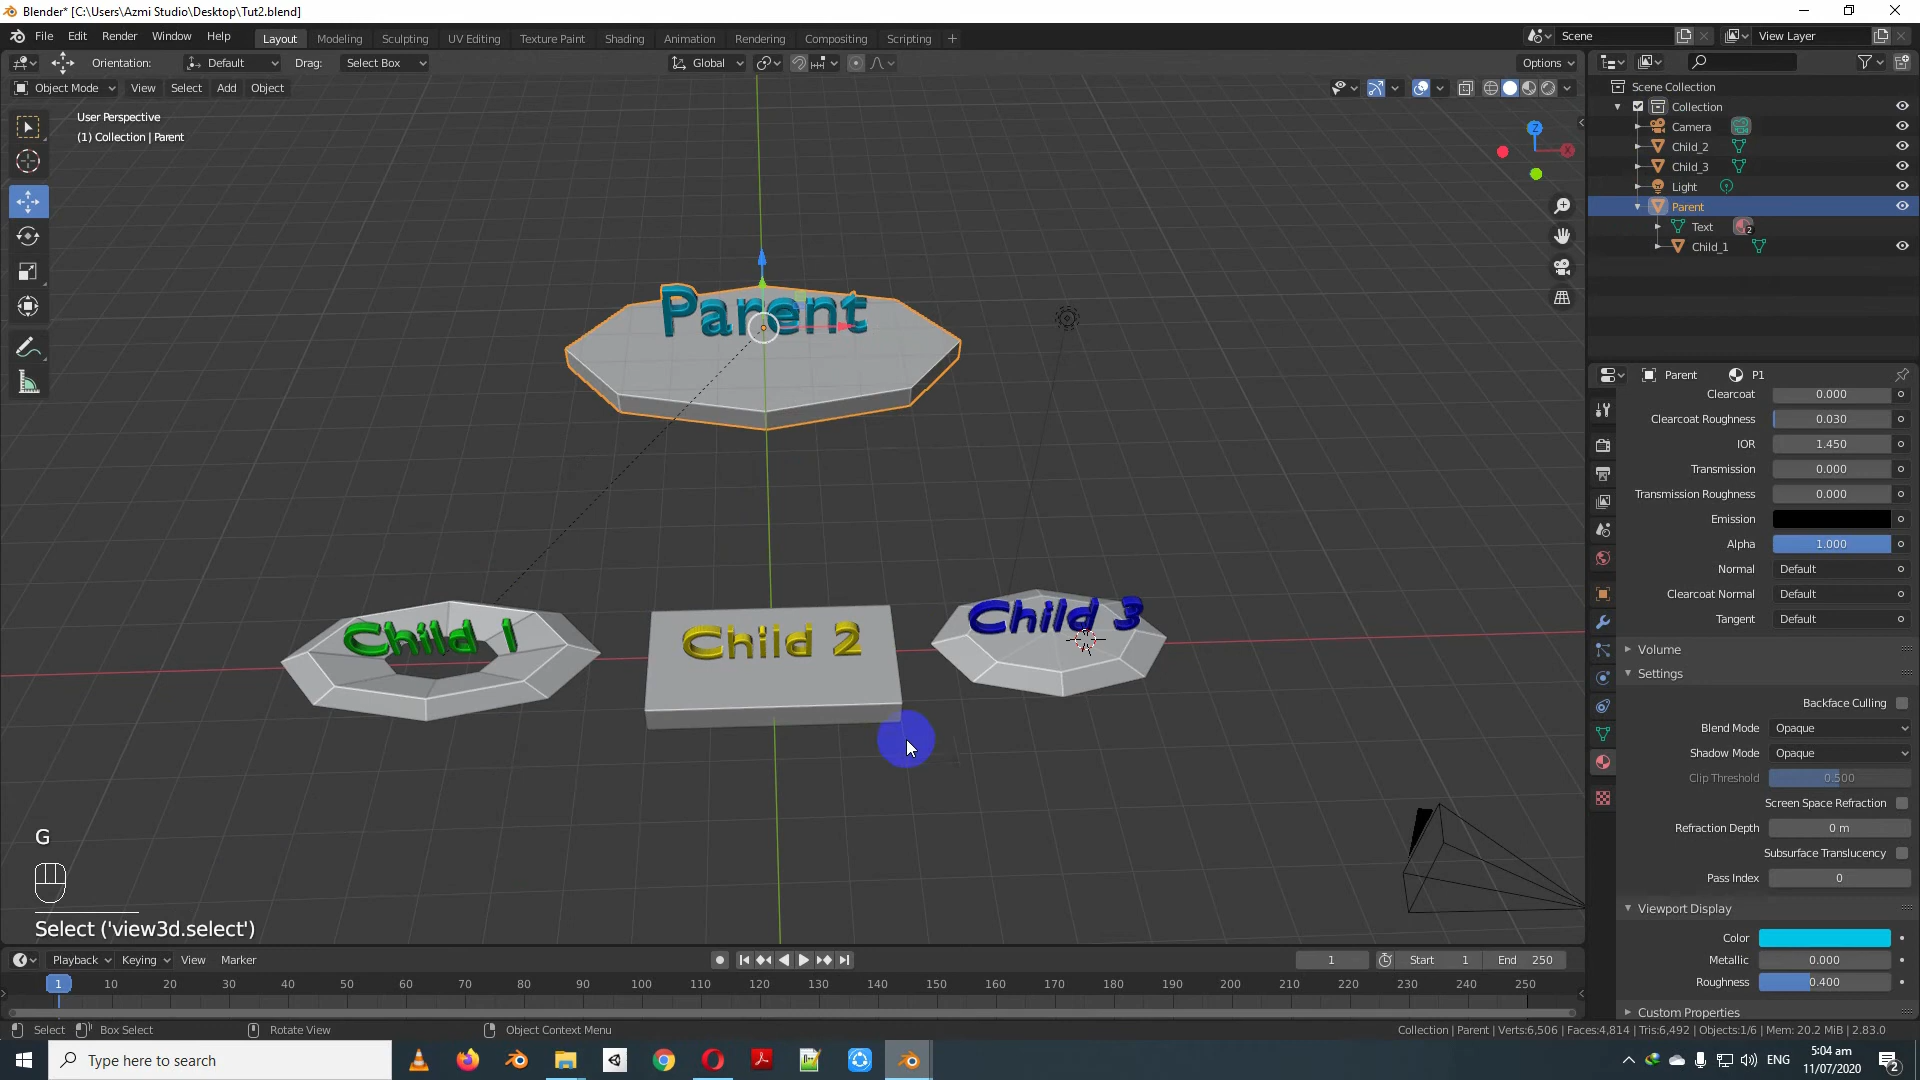 Blender* [C:\Users\Azmi Studio\Desktop\Tut2.blend]
File Edit Render Window Help
Layout Modeling Sculpting UV Editing Texture Paint Shading Animation Rendering Compositing Scripting +
Scene
View Layer
Orientation: Default Drag: Select Box
Global
Options
Object Mode View Select Add Object
User Perspective
(1) Collection | Parent
Z
X
Scene Collection
Collection
Camera
Child_2
Child_3
Light
Parent
Text 2
Child_1
Parent
Child 1
Child 2
Child 3
G
Select ('view3d.select')
Parent P1
Clearcoat 0.000
Clearcoat Roughness 0.030
IOR 1.450
Transmission 0.000
Transmission Roughness 0.000
Emission
Alpha 1.000
Normal Default
Clearcoat Normal Default
Tangent Default
Volume
Settings
Backface Culling
Blend Mode Opaque
Shadow Mode Opaque
Clip Threshold 0.500
Screen Space Refraction
Refraction Depth 0 m
Subsurface Translucency
Pass Index 0
Viewport Display
Color
Metallic 0.000
Roughness 0.400
Custom Properties
Playback Keying View Marker
1 Start 1 End 250
1 10 20 30 40 50 60 70 80 90 100 110 120 130 140 150 160 170 180 190 200 210 220 230 240 250
Select Box Select Rotate View Object Context Menu
Collection | Parent | Verts:6,506 | Faces:4,814 | Tris:6,492 | Objects:1/6 | Mem: 20.2 MiB | 2.83.0
Type here to search
ENG
5:04 am
11/07/2020
2